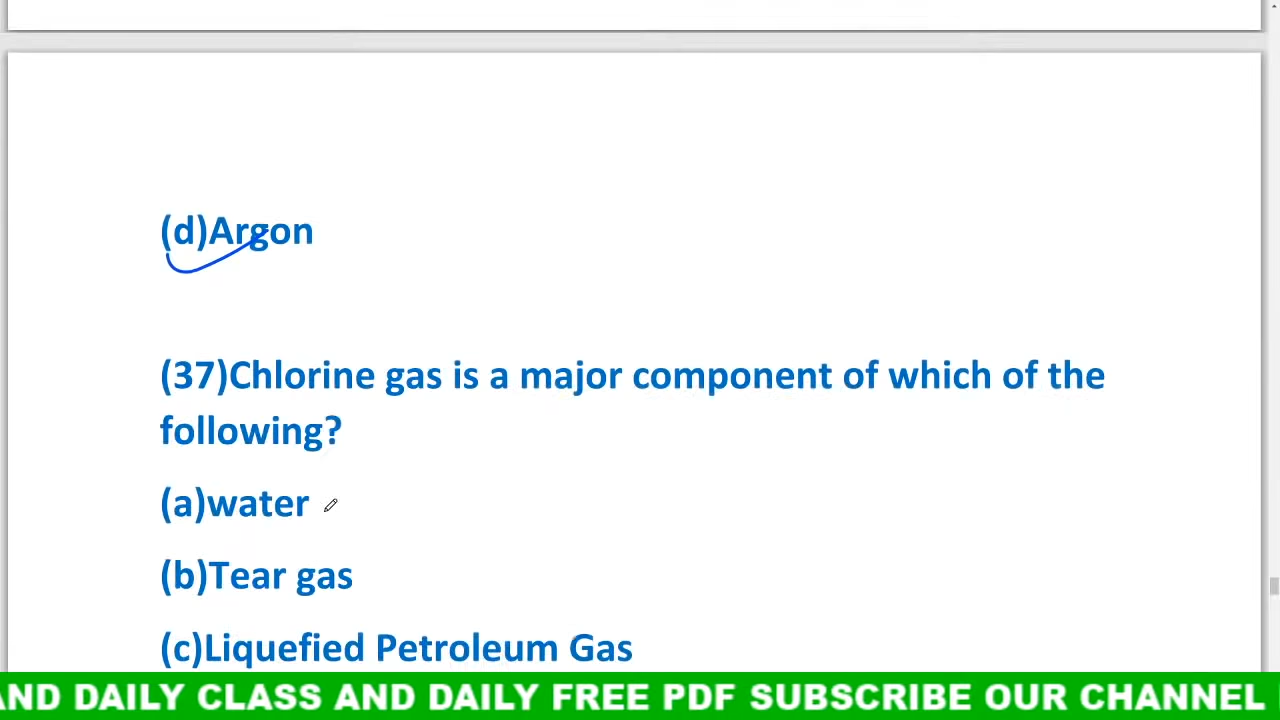 (d)Argon
(37)Chlorine gas is a major component of which of the
following?
(a)water
(b)Tear gas
(c)Liquefied Petroleum Gas
AND DAILY CLASS AND DAILY FREE PDF SUBSCRIBE OUR CHANNEL